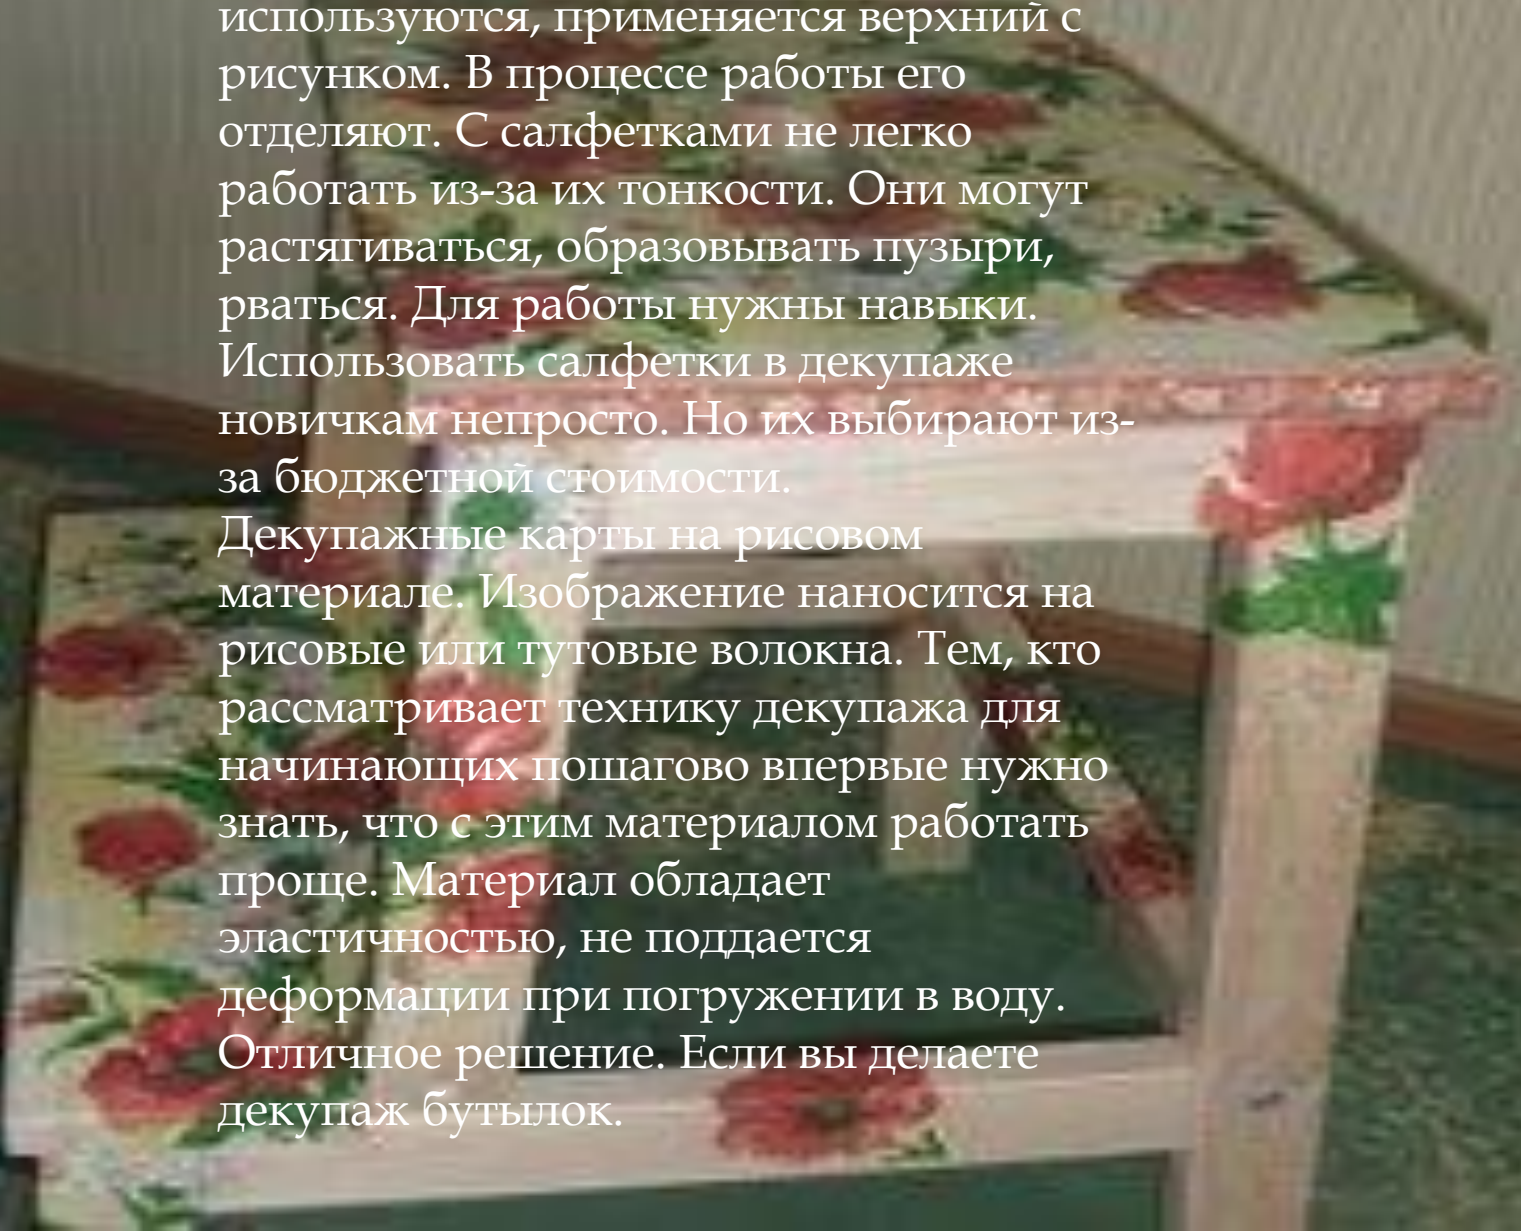 используются, применяется верхний с
рисунком. В процессе работы его
отделяют. С салфетками не легко
работать из-за их тонкости. Они могут
растягиваться, образовывать пузыри,
рваться. Для работы нужны навыки.
Использовать салфетки в декупаже
новичкам непросто. Но их выбирают из-
за бюджетной стоимости.
Декупажные карты на рисовом
материале. Изображение наносится на
рисовые или тутовые волокна. Тем, кто
рассматривает технику декупажа для
начинающих пошагово впервые нужно
знать, что с этим материалом работать
проще. Материал обладает
эластичностью, не поддается
деформации при погружении в воду.
Отличное решение. Если вы делаете
декупаж бутылок.